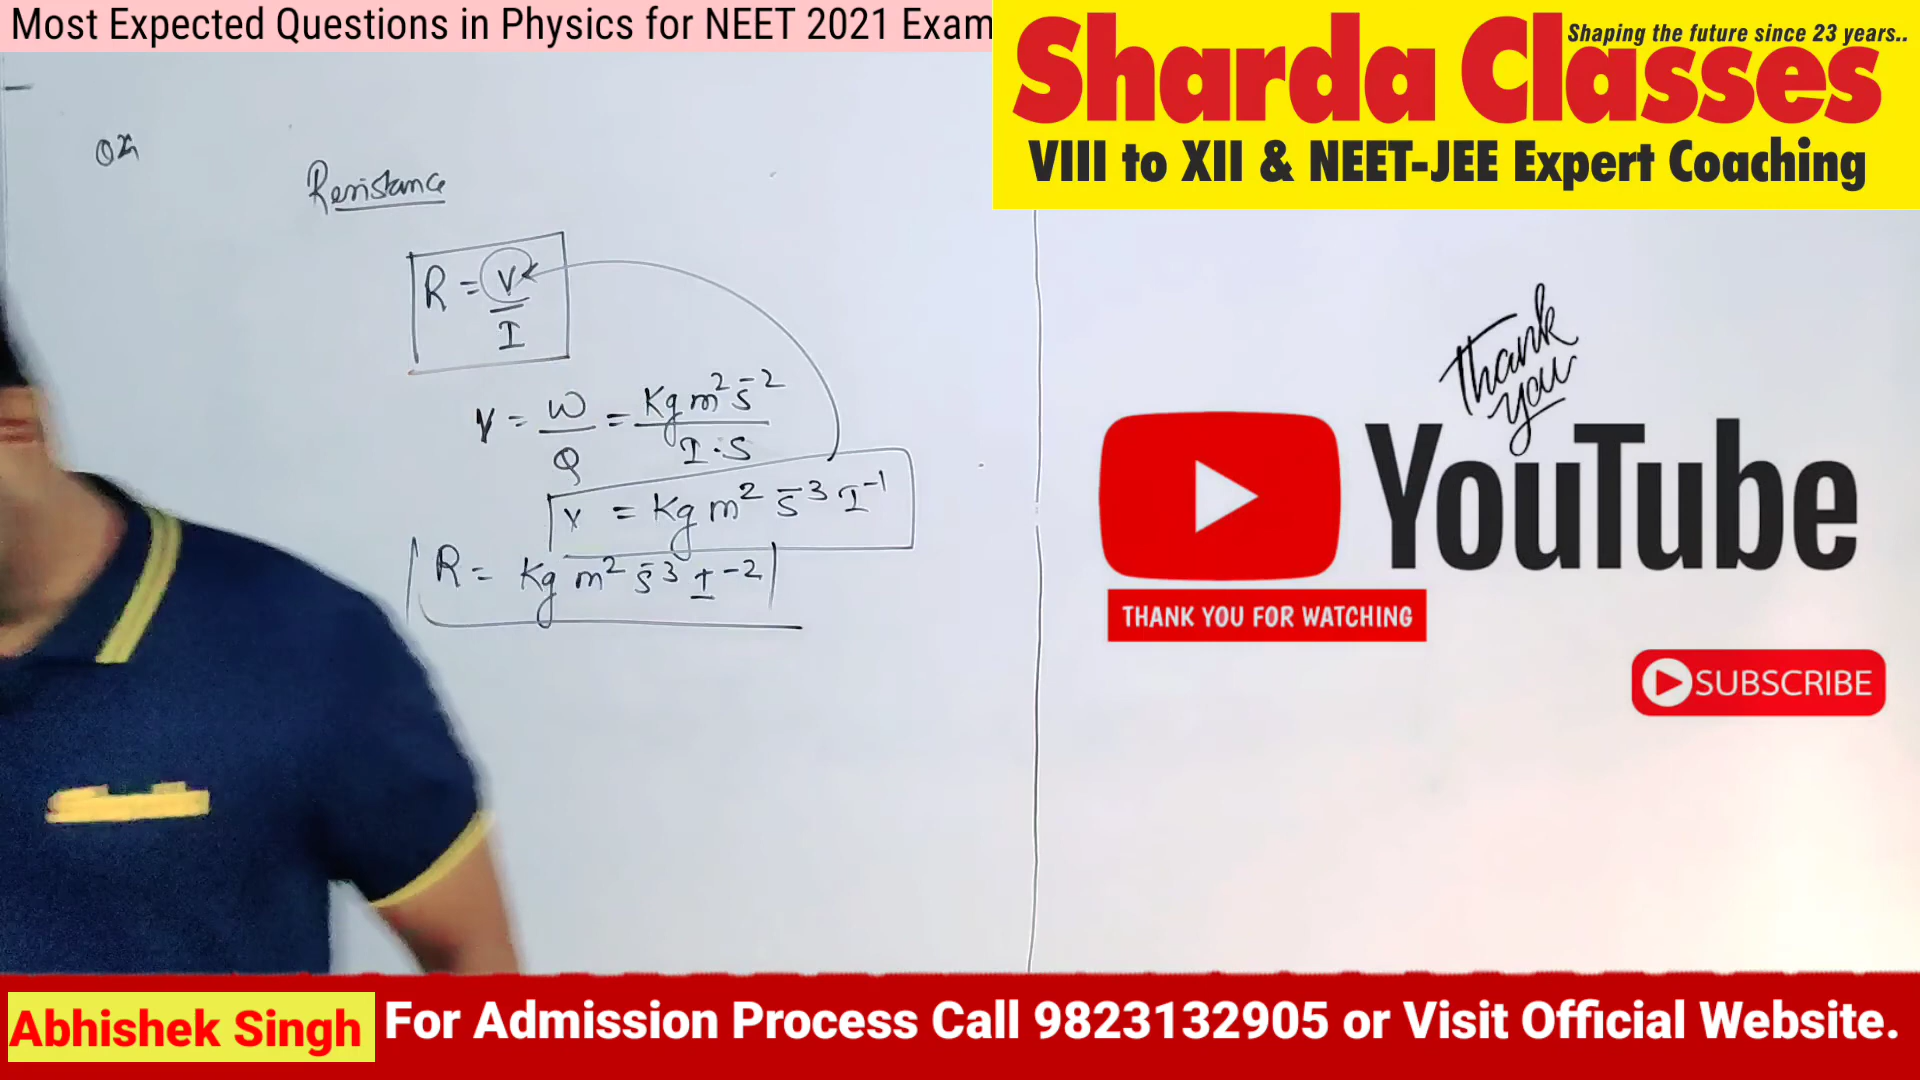 Most Expected Questions in Physics for NEET 2021 Exam
Shaping the future since 23 years..
Sharda Classes
VIII to XII & NEET-JEE Expert Coaching
Resistance
R = V/I
V = W/Q = Kg m² s⁻²/I·S
V = Kg m² s⁻³ I⁻¹
R = Kg m² s⁻³ I⁻²
Thank you
YouTube
THANK YOU FOR WATCHING
SUBSCRIBE
Abhishek Singh
For Admission Process Call 9823132905 or Visit Official Website.